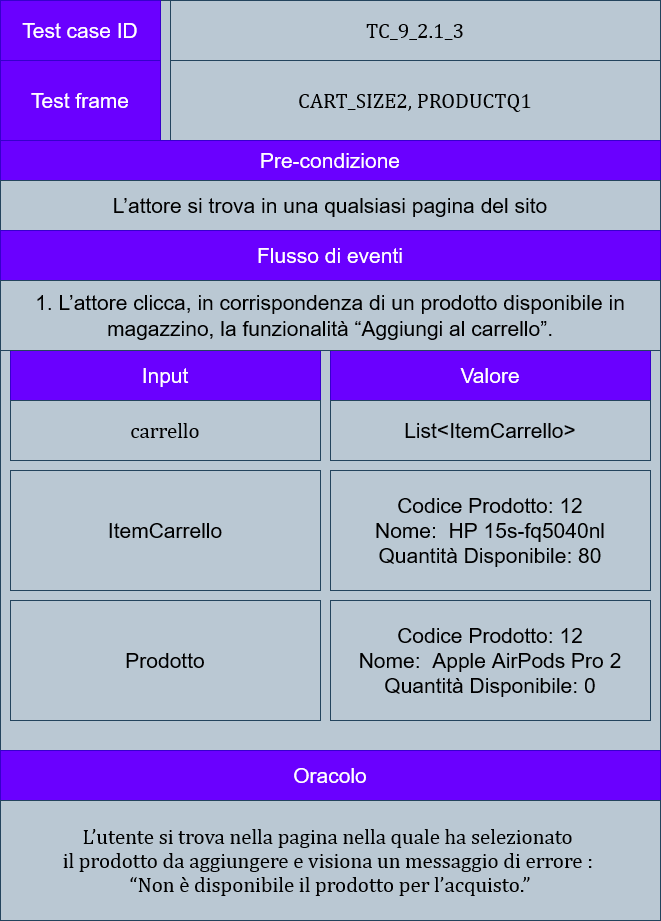 Test case ID
TC_9_2.1_3
Test frame
CART_SIZE2, PRODUCTQ1
Pre-condizione
L’attore si trova in una qualsiasi pagina del sito
Flusso di eventi
1. L’attore clicca, in corrispondenza di un prodotto disponibile in
magazzino, la funzionalità “Aggiungi al carrello”.
Input
Valore
carrello
List<ItemCarrello>
ItemCarrello
Codice Prodotto: 12
Nome:  HP 15s-fq5040nl
Quantità Disponibile: 80
Prodotto
Codice Prodotto: 12
Nome:  Apple AirPods Pro 2
Quantità Disponibile: 0
Oracolo
L’utente si trova nella pagina nella quale ha selezionato
il prodotto da aggiungere e visiona un messaggio di errore :
“Non è disponibile il prodotto per l’acquisto.”